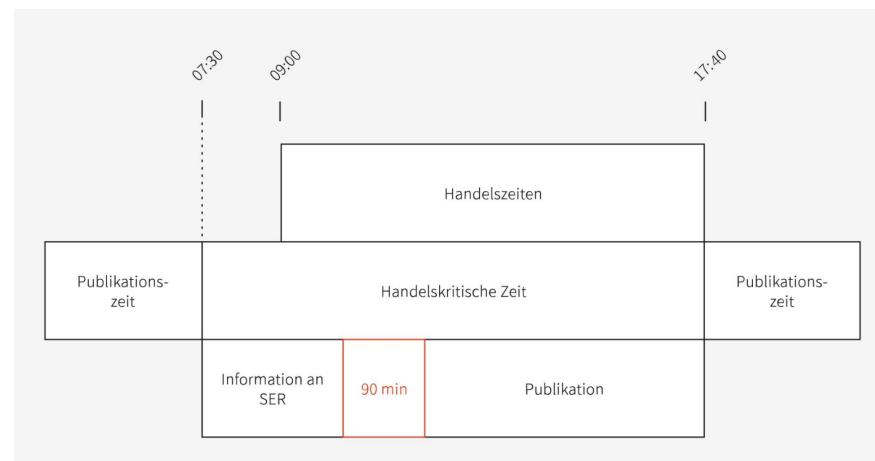 07:30
09:00
17:40
Handelszeiten
Publikations-
zeit
Handelskritische Zeit
Publikations-
zeit
Information an
SER
90 min
Publikation